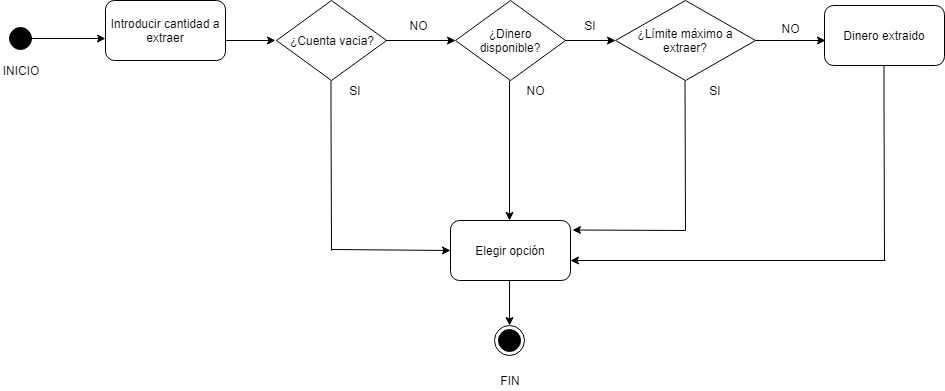 Introducir cantidad a
extraer
¿Cuenta vacia?
NO
¿Dinero
disponible?
SI
¿Límite máximo a
extraer?
NO
Dinero extraido
INICIO
SI
NO
SI
Elegir opción
FIN